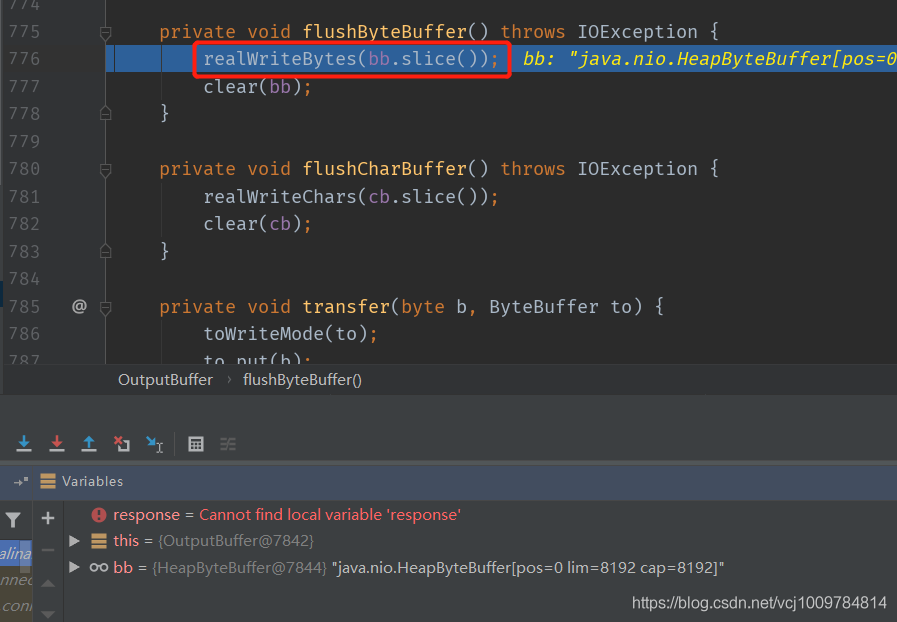 774
775 private void flushByteBuffer() throws IOException {
776 realWriteBytes(bb.slice()); bb: "java.nio.HeapByteBuffer[pos=0
777 clear(bb);
778 }
779
780 private void flushCharBuffer() throws IOException {
781 realWriteChars(cb.slice());
782 clear(cb);
783 }
784
785 @ private void transfer(byte b, ByteBuffer to) {
786 toWriteMode(to);
787 to.put(b);
OutputBuffer › flushByteBuffer()
Variables
response = Cannot find local variable 'response'
this = {OutputBuffer@7842}
alina
bb = {HeapByteBuffer@7844} "java.nio.HeapByteBuffer[pos=0 lim=8192 cap=8192]"
nnec
.con
https://blog.csdn.net/vcj1009784814